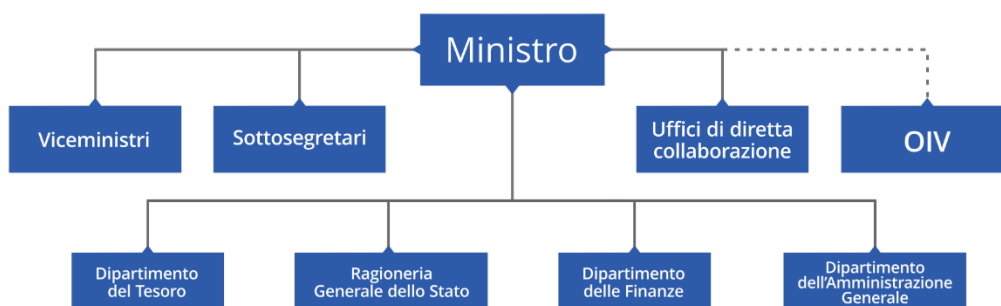 Ministro
Viceministri
Sottosegretari
Uffici di diretta
collaborazione
OIV
Dipartimento
del Tesoro
Ragioneria
Generale dello Stato
Dipartimento
delle Finanze
Dipartimento
dell'Amministrazione
Generale